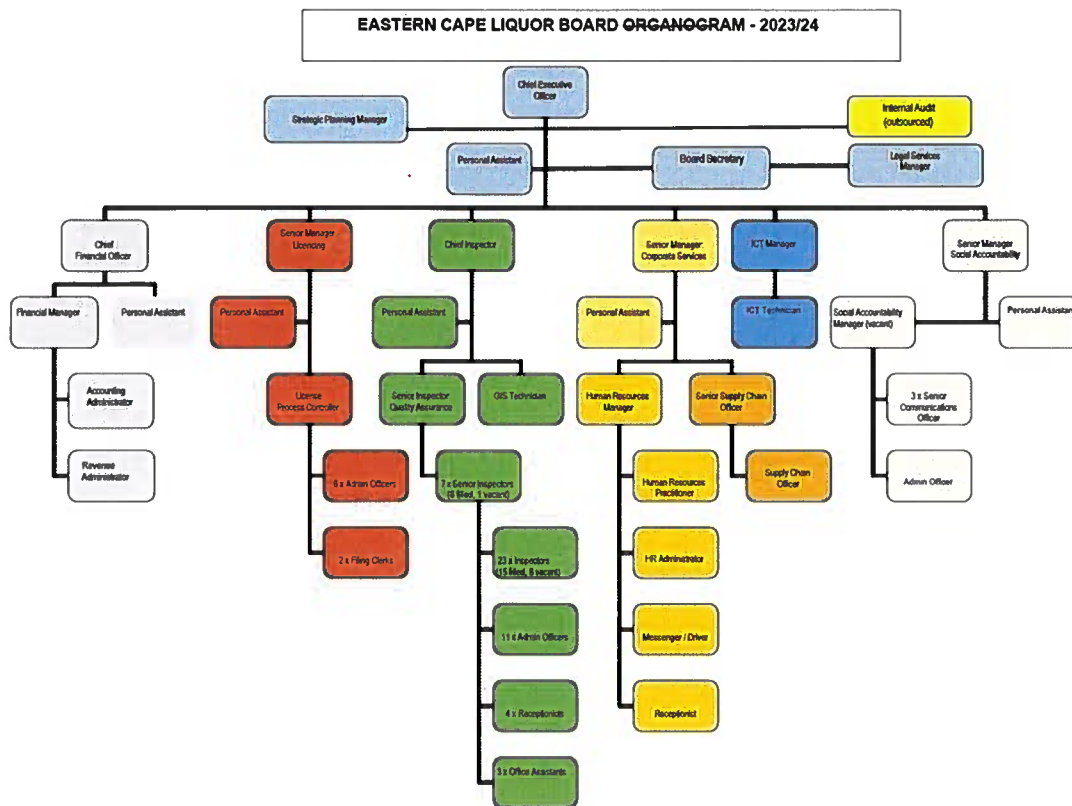 EASTERN CAPE LIQUOR BOARD ORGANOGRAM - 2023/24
Chief Executive
Officer
Strategic Planning Manager
Internal Audit
(outsourced)
Personal Assistant
Board Secretary
Legal Services
Manager
Chief
Financial Officer
Senior Manager
Licencing
Chief Inspector
Senior Manager:
Corporate Services
ICT Manager
Senior Manager
Social Accountability
Financial Manager
Personal Assistant
Personal Assistant
Personal Assistant
Personal Assistant
ICT Technician
Social Accountability
Manager (vacant)
Personal Assistant
Accounting
Administrator
License
Process Controller
Senior Inspector
Quality Assurance
GIS Technician
Human Resources
Manager
Senior Supply Chain
Officer
3 x Senior
Communications
Officer
Revenue
Administrator
6 x Admin Officers
7 x Senior Inspectors
(6 filled, 1 vacant)
Human Resources
Practitioner
Supply Chain
Officer
Admin Officer
2 x Filing Clerks
23 x Inspectors
(15 filled, 8 vacant)
HR Administrator
11 x Admin Officers
Messenger / Driver
4 x Receptionists
Receptionist
3 x Office Assistants